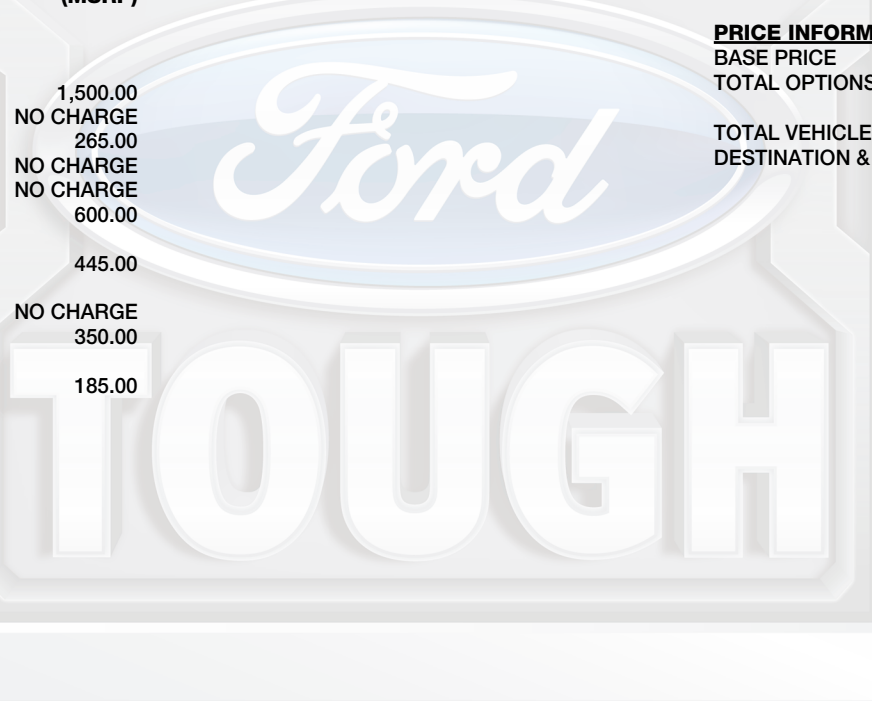 (MSRP)
1,500.00
NO CHARGE
265.00
NO CHARGE
NO CHARGE
600.00
445.00
NO CHARGE
350.00
185.00
PRICE INFORM
BASE PRICE
TOTAL OPTIONS
TOTAL VEHICLE
DESTINATION &
Ford
TOUGH